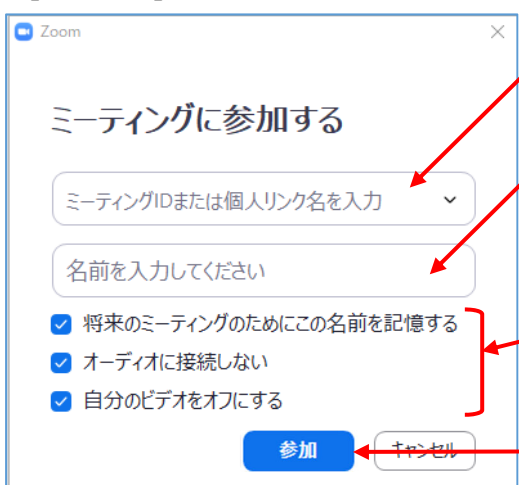 Zoom
ミーティングに参加する
ミーティングIDまたは個人リンク名を入力
名前を入力してください
将来のミーティングのためにこの名前を記憶する
オーディオに接続しない
自分のビデオをオフにする
参加 キャンセル